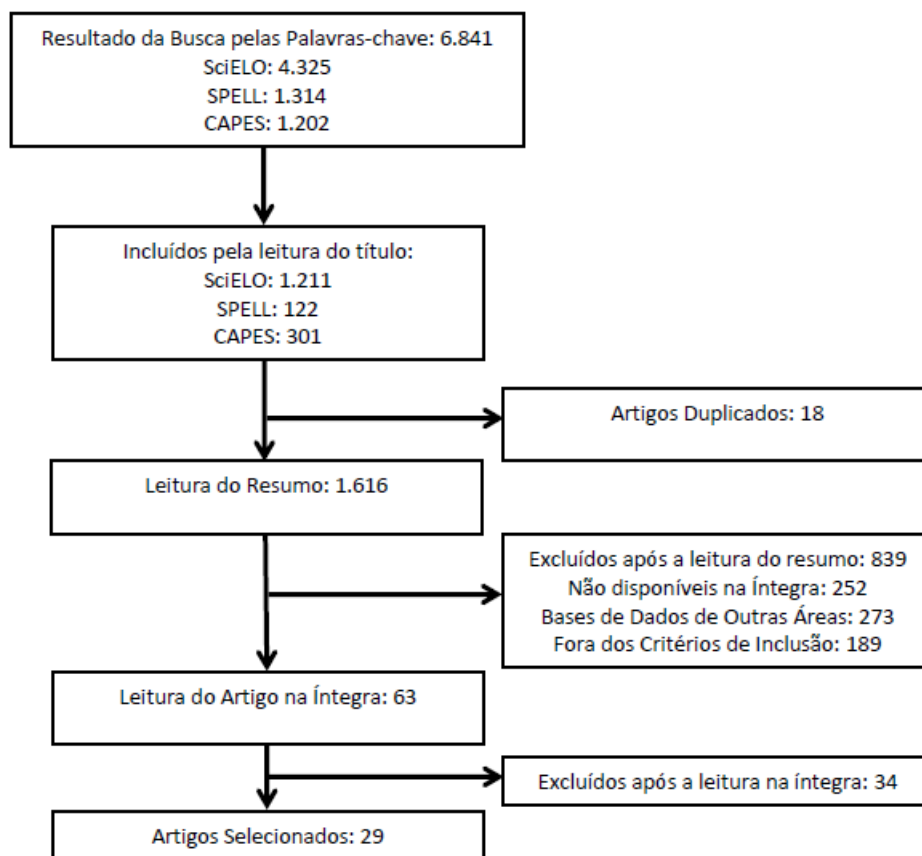 Resultado da Busca pelas Palavras-chave: 6.841
SciELO: 4.325
SPELL: 1.314
CAPES: 1.202
Incluídos pela leitura do título:
SciELO: 1.211
SPELL: 122
CAPES: 301
Artigos Duplicados: 18
Leitura do Resumo: 1.616
Excluídos após a leitura do resumo: 839
Não disponíveis na Íntegra: 252
Bases de Dados de Outras Áreas: 273
Fora dos Critérios de Inclusão: 189
Leitura do Artigo na Íntegra: 63
Excluídos após a leitura na íntegra: 34
Artigos Selecionados: 29